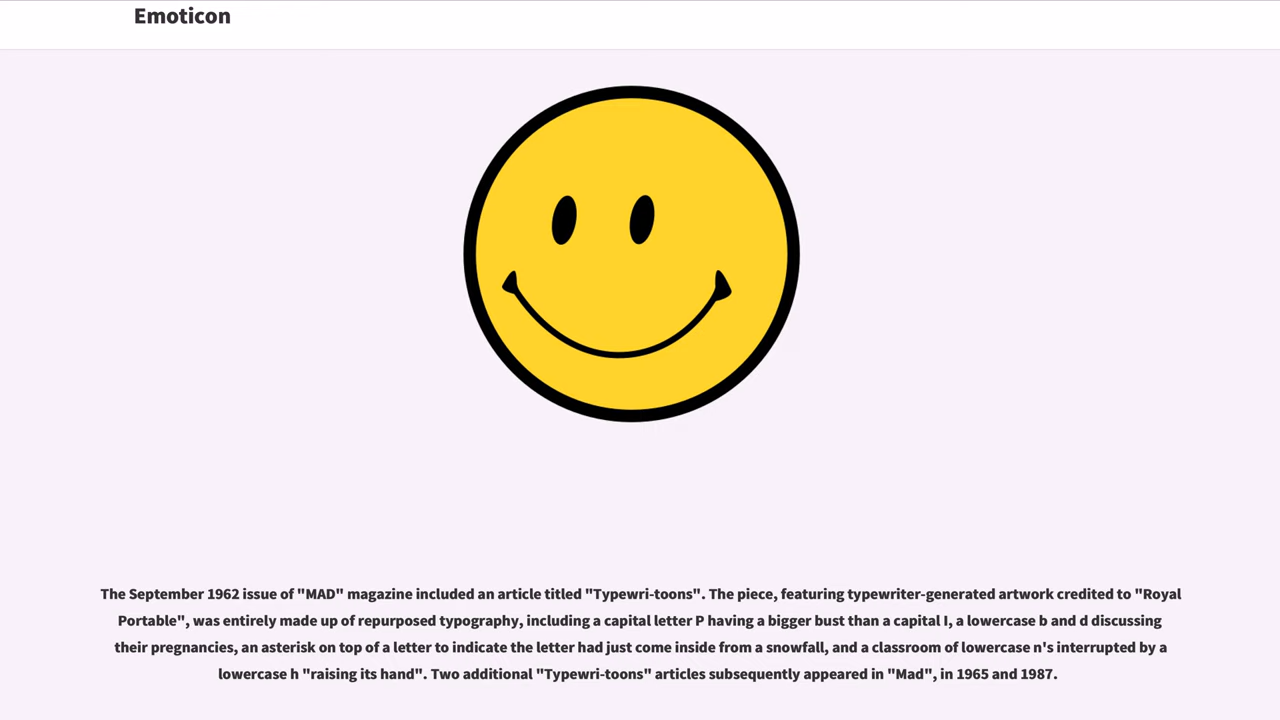 Emoticon
The September 1962 issue of "MAD" magazine included an article titled "Typewri-toons". The piece, featuring typewriter-generated artwork credited to "Royal
Portable", was entirely made up of repurposed typography, including a capital letter P having a bigger bust than a capital I, a lowercase b and d discussing
their pregnancies, an asterisk on top of a letter to indicate the letter had just come inside from a snowfall, and a classroom of lowercase n's interrupted by a
lowercase h "raising its hand". Two additional "Typewri-toons" articles subsequently appeared in "Mad", in 1965 and 1987.